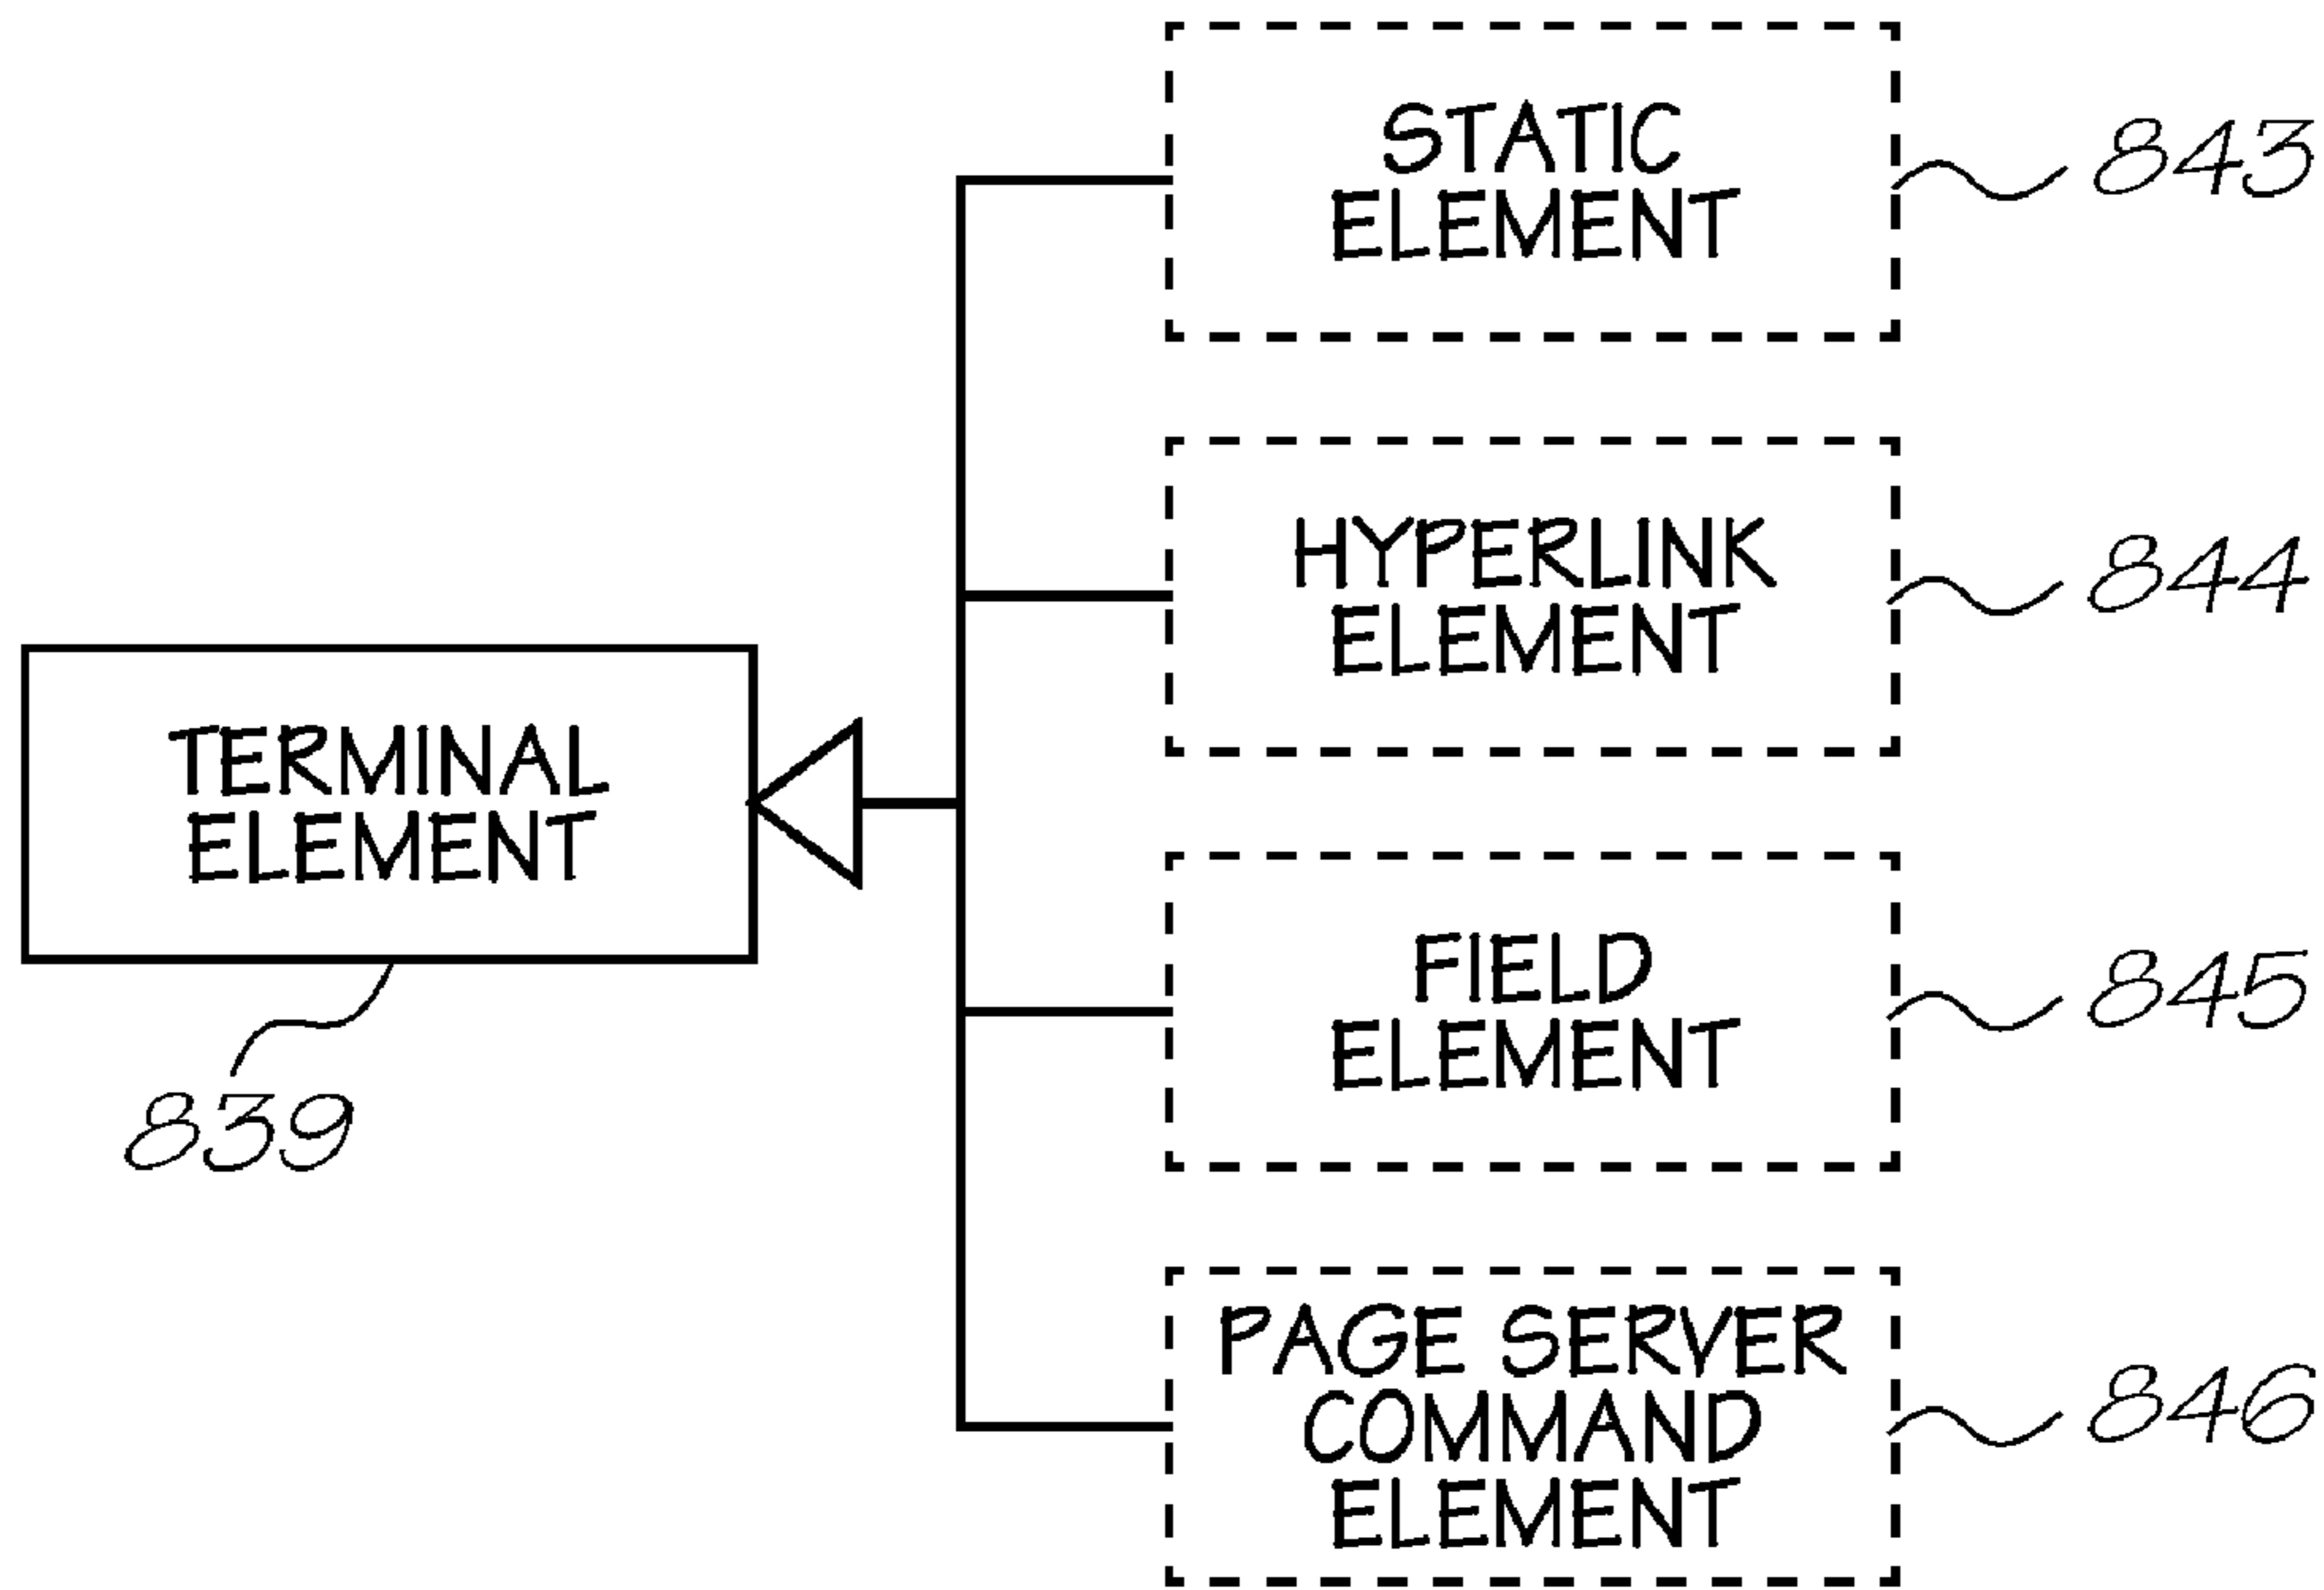 STATIC
ELEMENT
843
HYPERLINK
ELEMENT
844
TERMINAL
ELEMENT
839
FIELD
ELEMENT
845
PAGE SERVER
COMMAND
ELEMENT
846